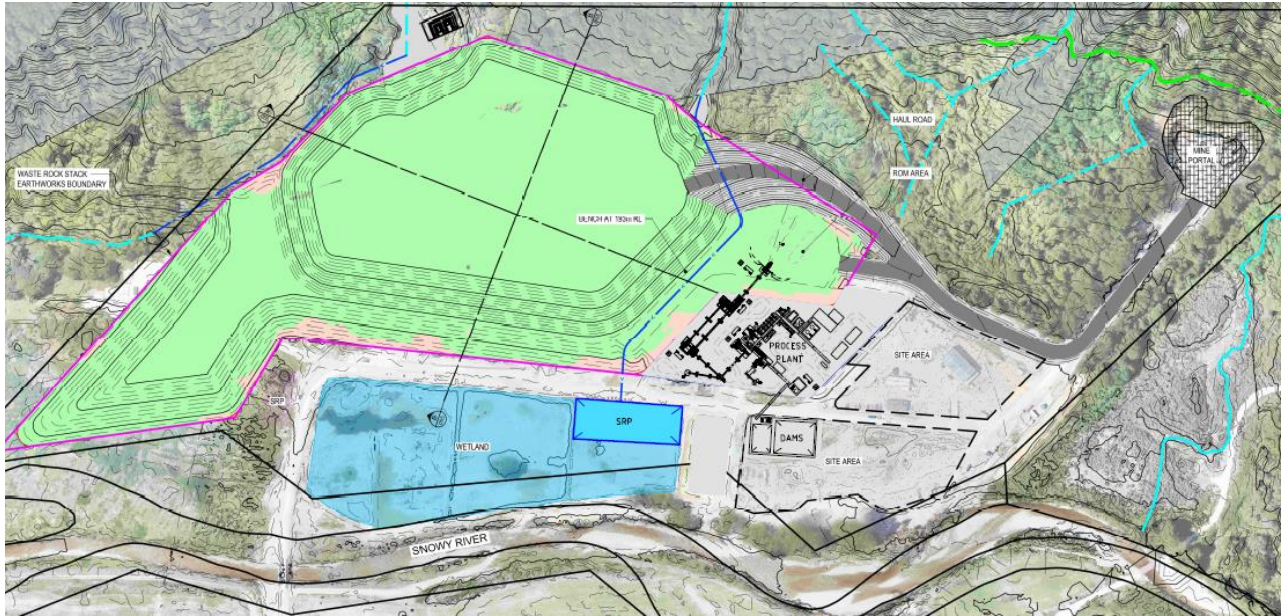 HAUL ROAD
MINE
PORTAL
ROM AREA
WASTE ROCK STACK
EARTHWORKS BOUNDARY
BENCH AT
RL
PROCESS
PLANT
SITE AREA
SRP
SRP
WETLAND
DAMS
SITE AREA
SNOWY RIVER